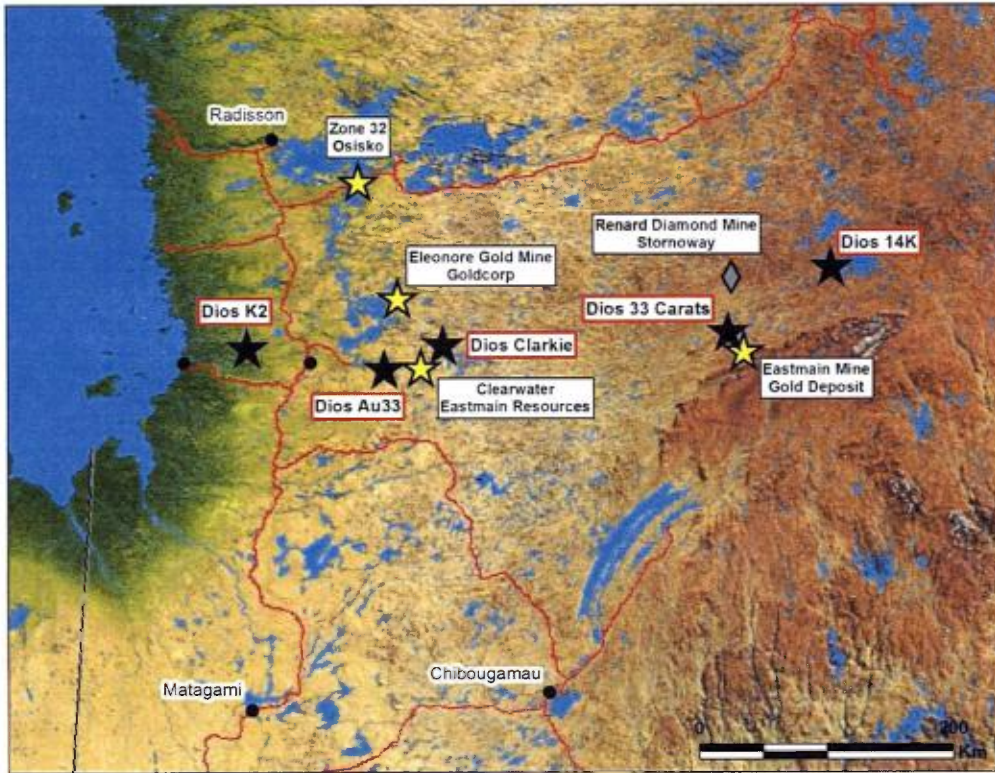 Radisson
Zone 32
Osisko
Renard Diamond Mine
Stornoway
Dios 14K
Eleonore Gold Mine
Goldcorp
Dios K2
Dios 33 Carats
Dios Clarkie
Eastmain Mine
Gold Deposit
Dios Au33
Clearwater
Eastmain Resources
Chibougamau
Matagami
0
200
Km